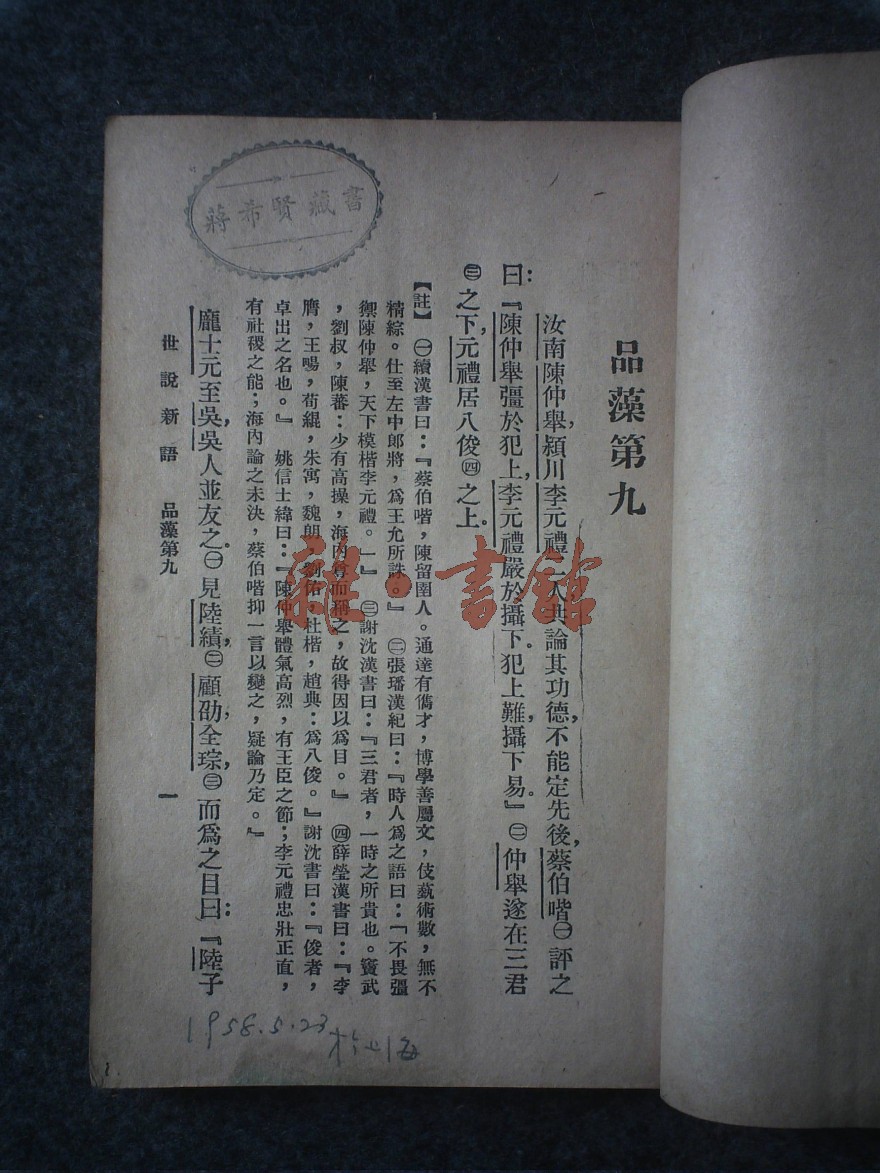 蔣希賢藏書
品藻第九
汝南陳仲舉,潁川李元禮二人共論其功德,不能定先後,蔡伯喈㊀評之
曰:『陳仲舉彊於犯上,李元禮嚴於攝下.犯上難,攝下易。』㊁仲舉遂在三君
㊂之下,元禮居八俊㊃之上.
【註】 ㊀續漢書曰:『蔡伯喈,陳留圉人。通達有儁才,博學善屬文,伎藝術數,無不
精綜。仕至左中郎將,爲王允所誅。』 ㊁張璠漢紀曰:『時人爲之語曰:「不畏彊
禦陳仲舉,天下模楷李元禮。」』 ㊂謝沈漢書曰:『三君者,一時之所貴也。竇武
,劉叔,陳蕃:少有高操,海內尊而稱之,故得因以爲目。』 ㊃薛瑩漢書曰:『李
膺,王暢,荀緄,朱寓,魏朗,劉佑,杜楷,趙典:爲八俊。』謝沈書曰:『俊者,
卓出之名也。』 姚信士緯曰:『陳仲舉體氣高烈,有王臣之節;李元禮忠壯正直,
有社稷之能;海內論之未決,蔡伯喈抑一言以變之,疑論乃定。』
龐士元至吳,吳人並友之。㊀見陸績,㊁顧劭,全琮,㊂而爲之目曰:『陸子
世說新語 品藻第九 一
雜·書館
1958.5.23